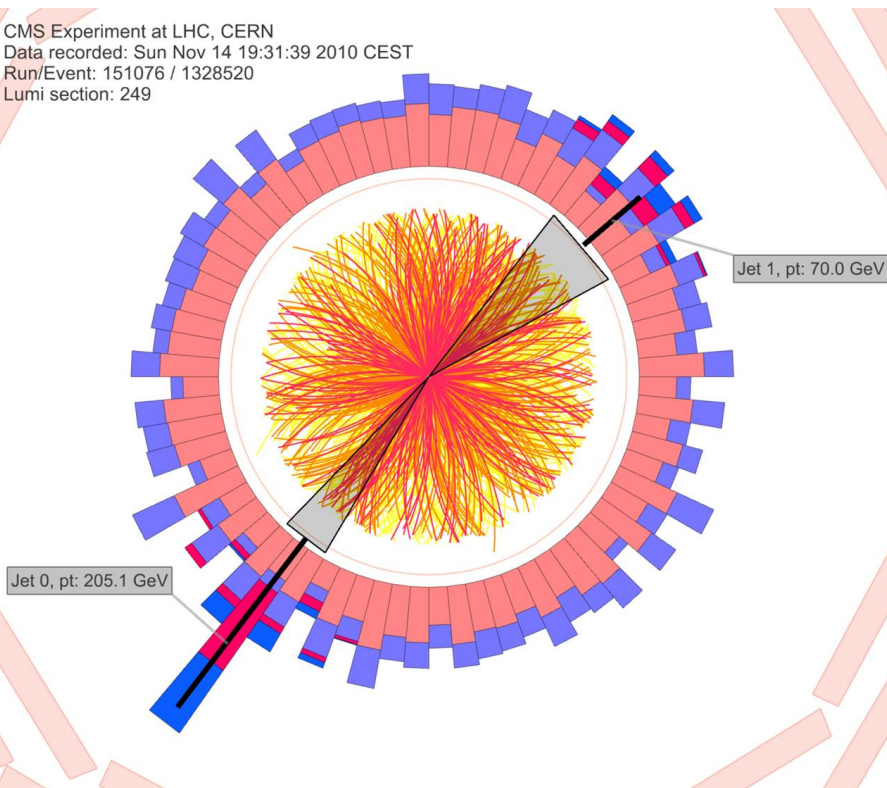 CMS Experiment at LHC, CERN
Data recorded: Sun Nov 14 19:31:39 2010 CEST
Run/Event: 151076 / 1328520
Lumi section: 249
Jet 1, pt: 70.0 GeV
Jet 0, pt: 205.1 GeV